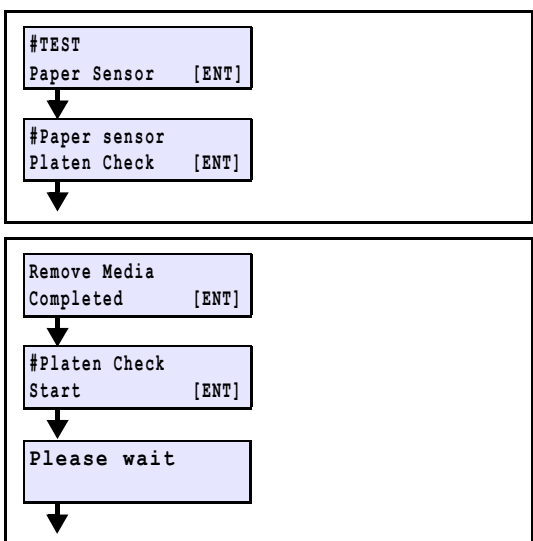 #TEST
Paper Sensor [ENT]
#Paper sensor
Platen Check [ENT]
Remove Media
Completed [ENT]
#Platen Check
Start [ENT]
Please wait